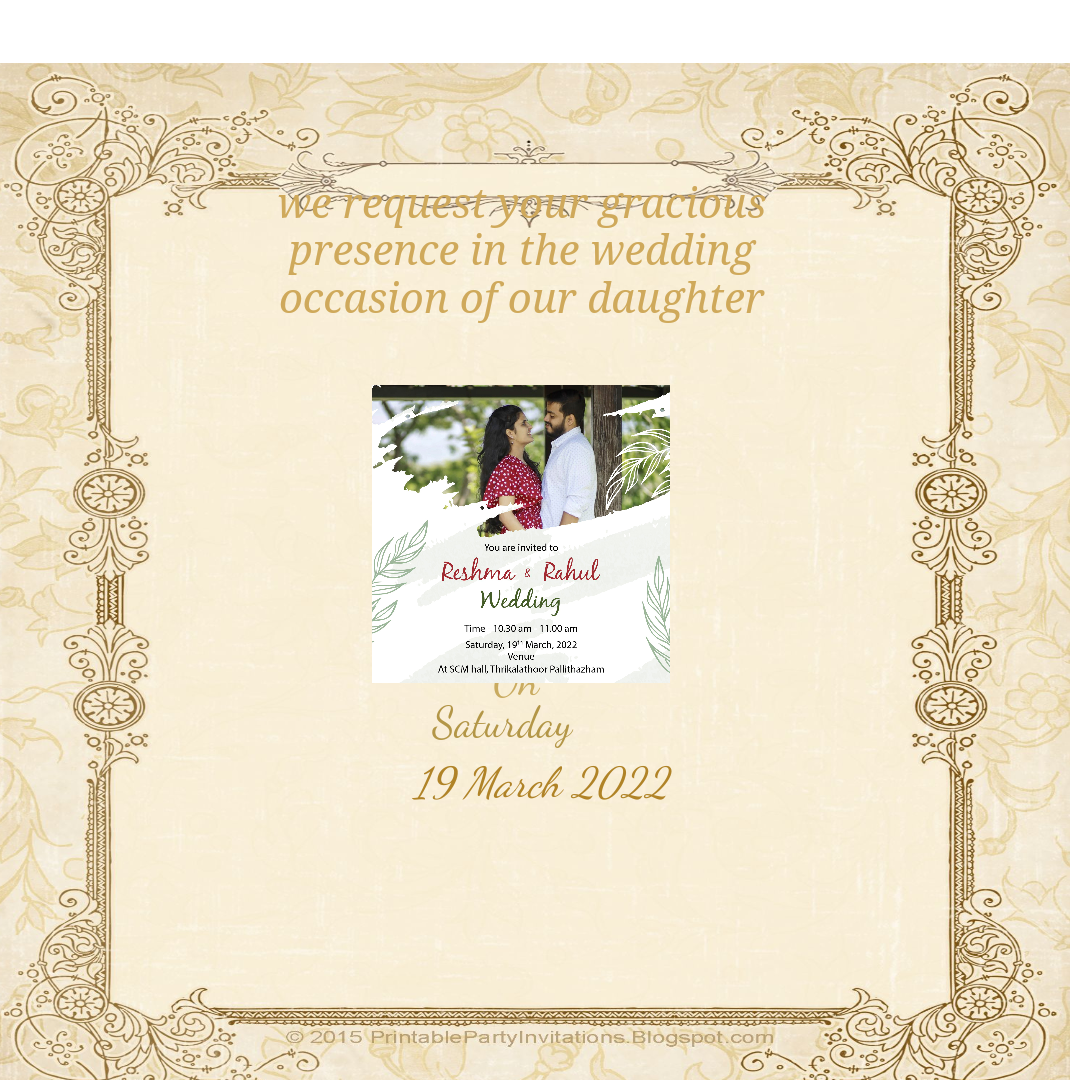 we request your gracious
presence in the wedding
occasion of our daughter
You are invited to
Reshma & Rahul
Wedding
Time 10.30 am 11.00 am
Saturday, 19th March, 2022
Venue
At SCM hall, Thrikalathoor Pallithazham
On
Saturday
19 March 2022
© 2015 PrintablePartyInvitations.Blogspot.com